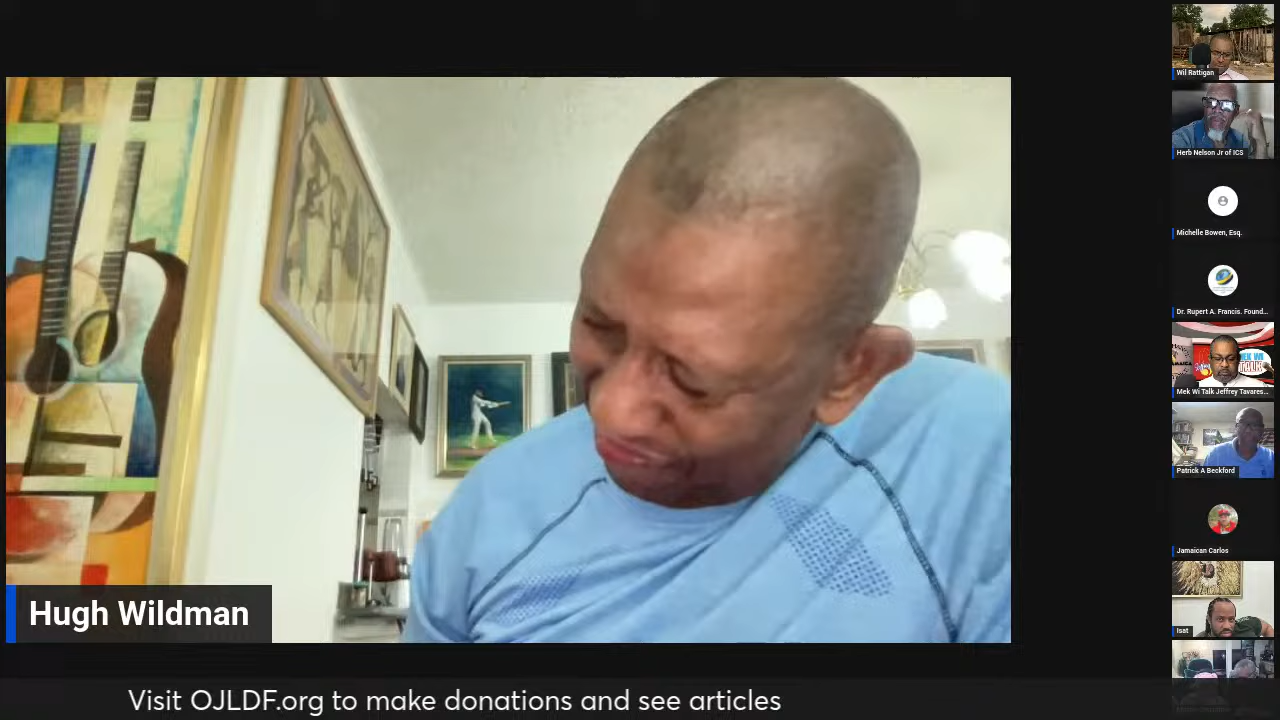 Hugh Wildman
Visit OJLDF.org to make donations and see articles
Wil Rattigan
Herb Nelson Jr of ICS
Michelle Bowen, Esq.
Dr. Rupert A. Francis. Found...
Mek Wi Talk Jeffrey Tavares...
Patrick A Beckford
Jamaican Carlos
Isat